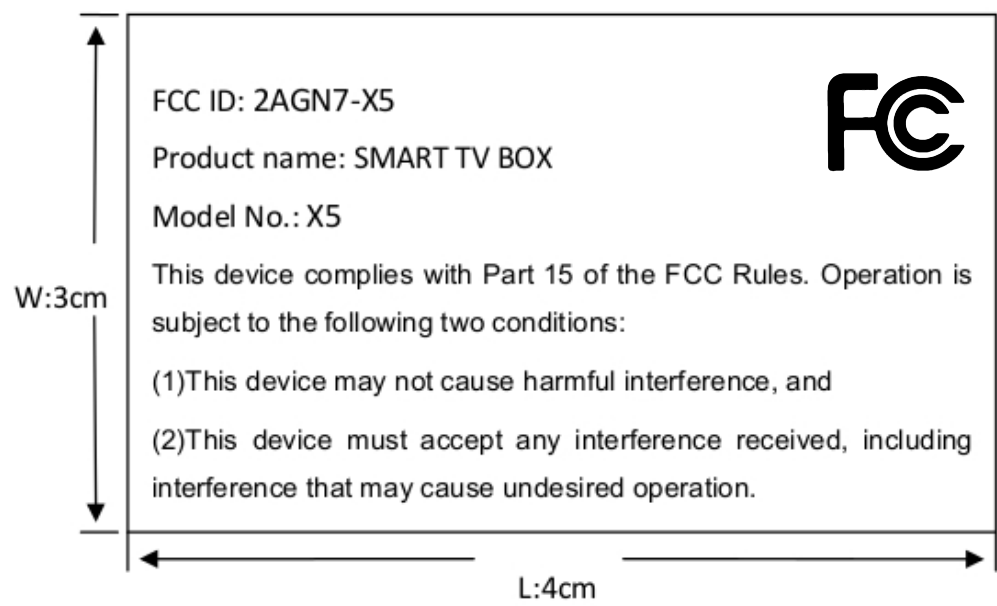 FCC ID: 2AGN7-X5
FC
Product name: SMART TV BOX
Model No.: X5
This device complies with Part 15 of the FCC Rules. Operation is
subject to the following two conditions:
(1)This device may not cause harmful interference, and
(2)This device must accept any interference received, including
interference that may cause undesired operation.
W:3cm
L:4cm